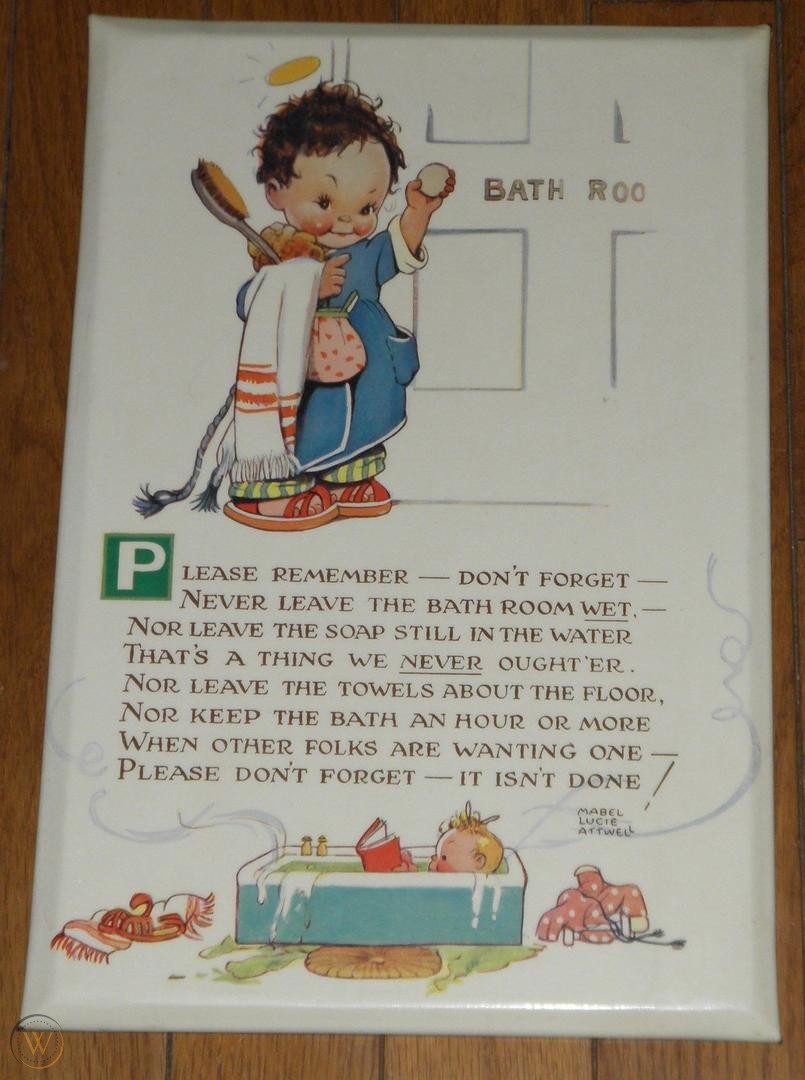 BATH ROO
PLEASE REMEMBER — DON'T FORGET —
NEVER LEAVE THE BATH ROOM WET, —
NOR LEAVE THE SOAP STILL IN THE WATER
THAT'S A THING WE NEVER OUGHT'ER.
NOR LEAVE THE TOWELS ABOUT THE FLOOR,
NOR KEEP THE BATH AN HOUR OR MORE
WHEN OTHER FOLKS ARE WANTING ONE —
PLEASE DON'T FORGET — IT ISN'T DONE!
MABEL
LUCIE
ATTWELL
W